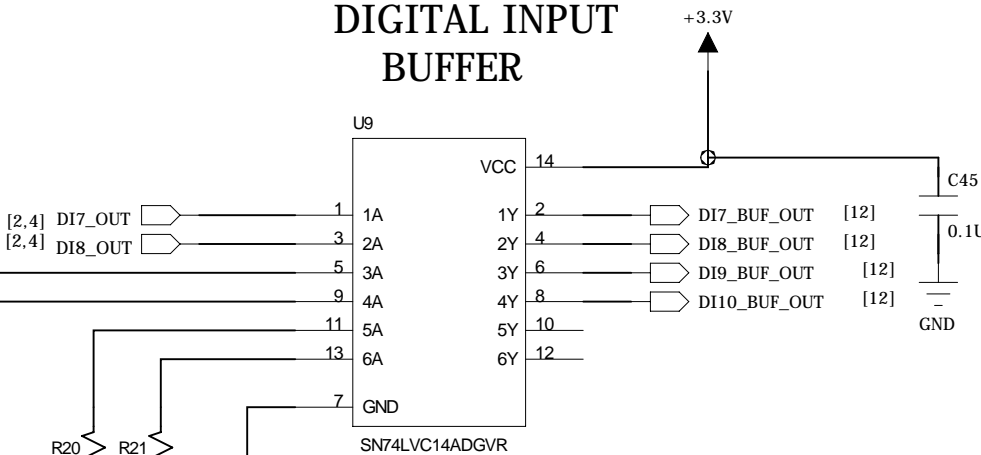 DIGITAL INPUT
BUFFER
+3.3V
U9
VCC 14
C45
[2,4] DI7_OUT 1 1A 1Y 2 DI7_BUF_OUT [12]
[2,4] DI8_OUT 3 2A 2Y 4 DI8_BUF_OUT [12]
0.1U
5 3A 3Y 6 DI9_BUF_OUT [12]
9 4A 4Y 8 DI10_BUF_OUT [12]
GND
11 5A 5Y 10
13 6A 6Y 12
7 GND
R20 R21 SN74LVC14ADGVR